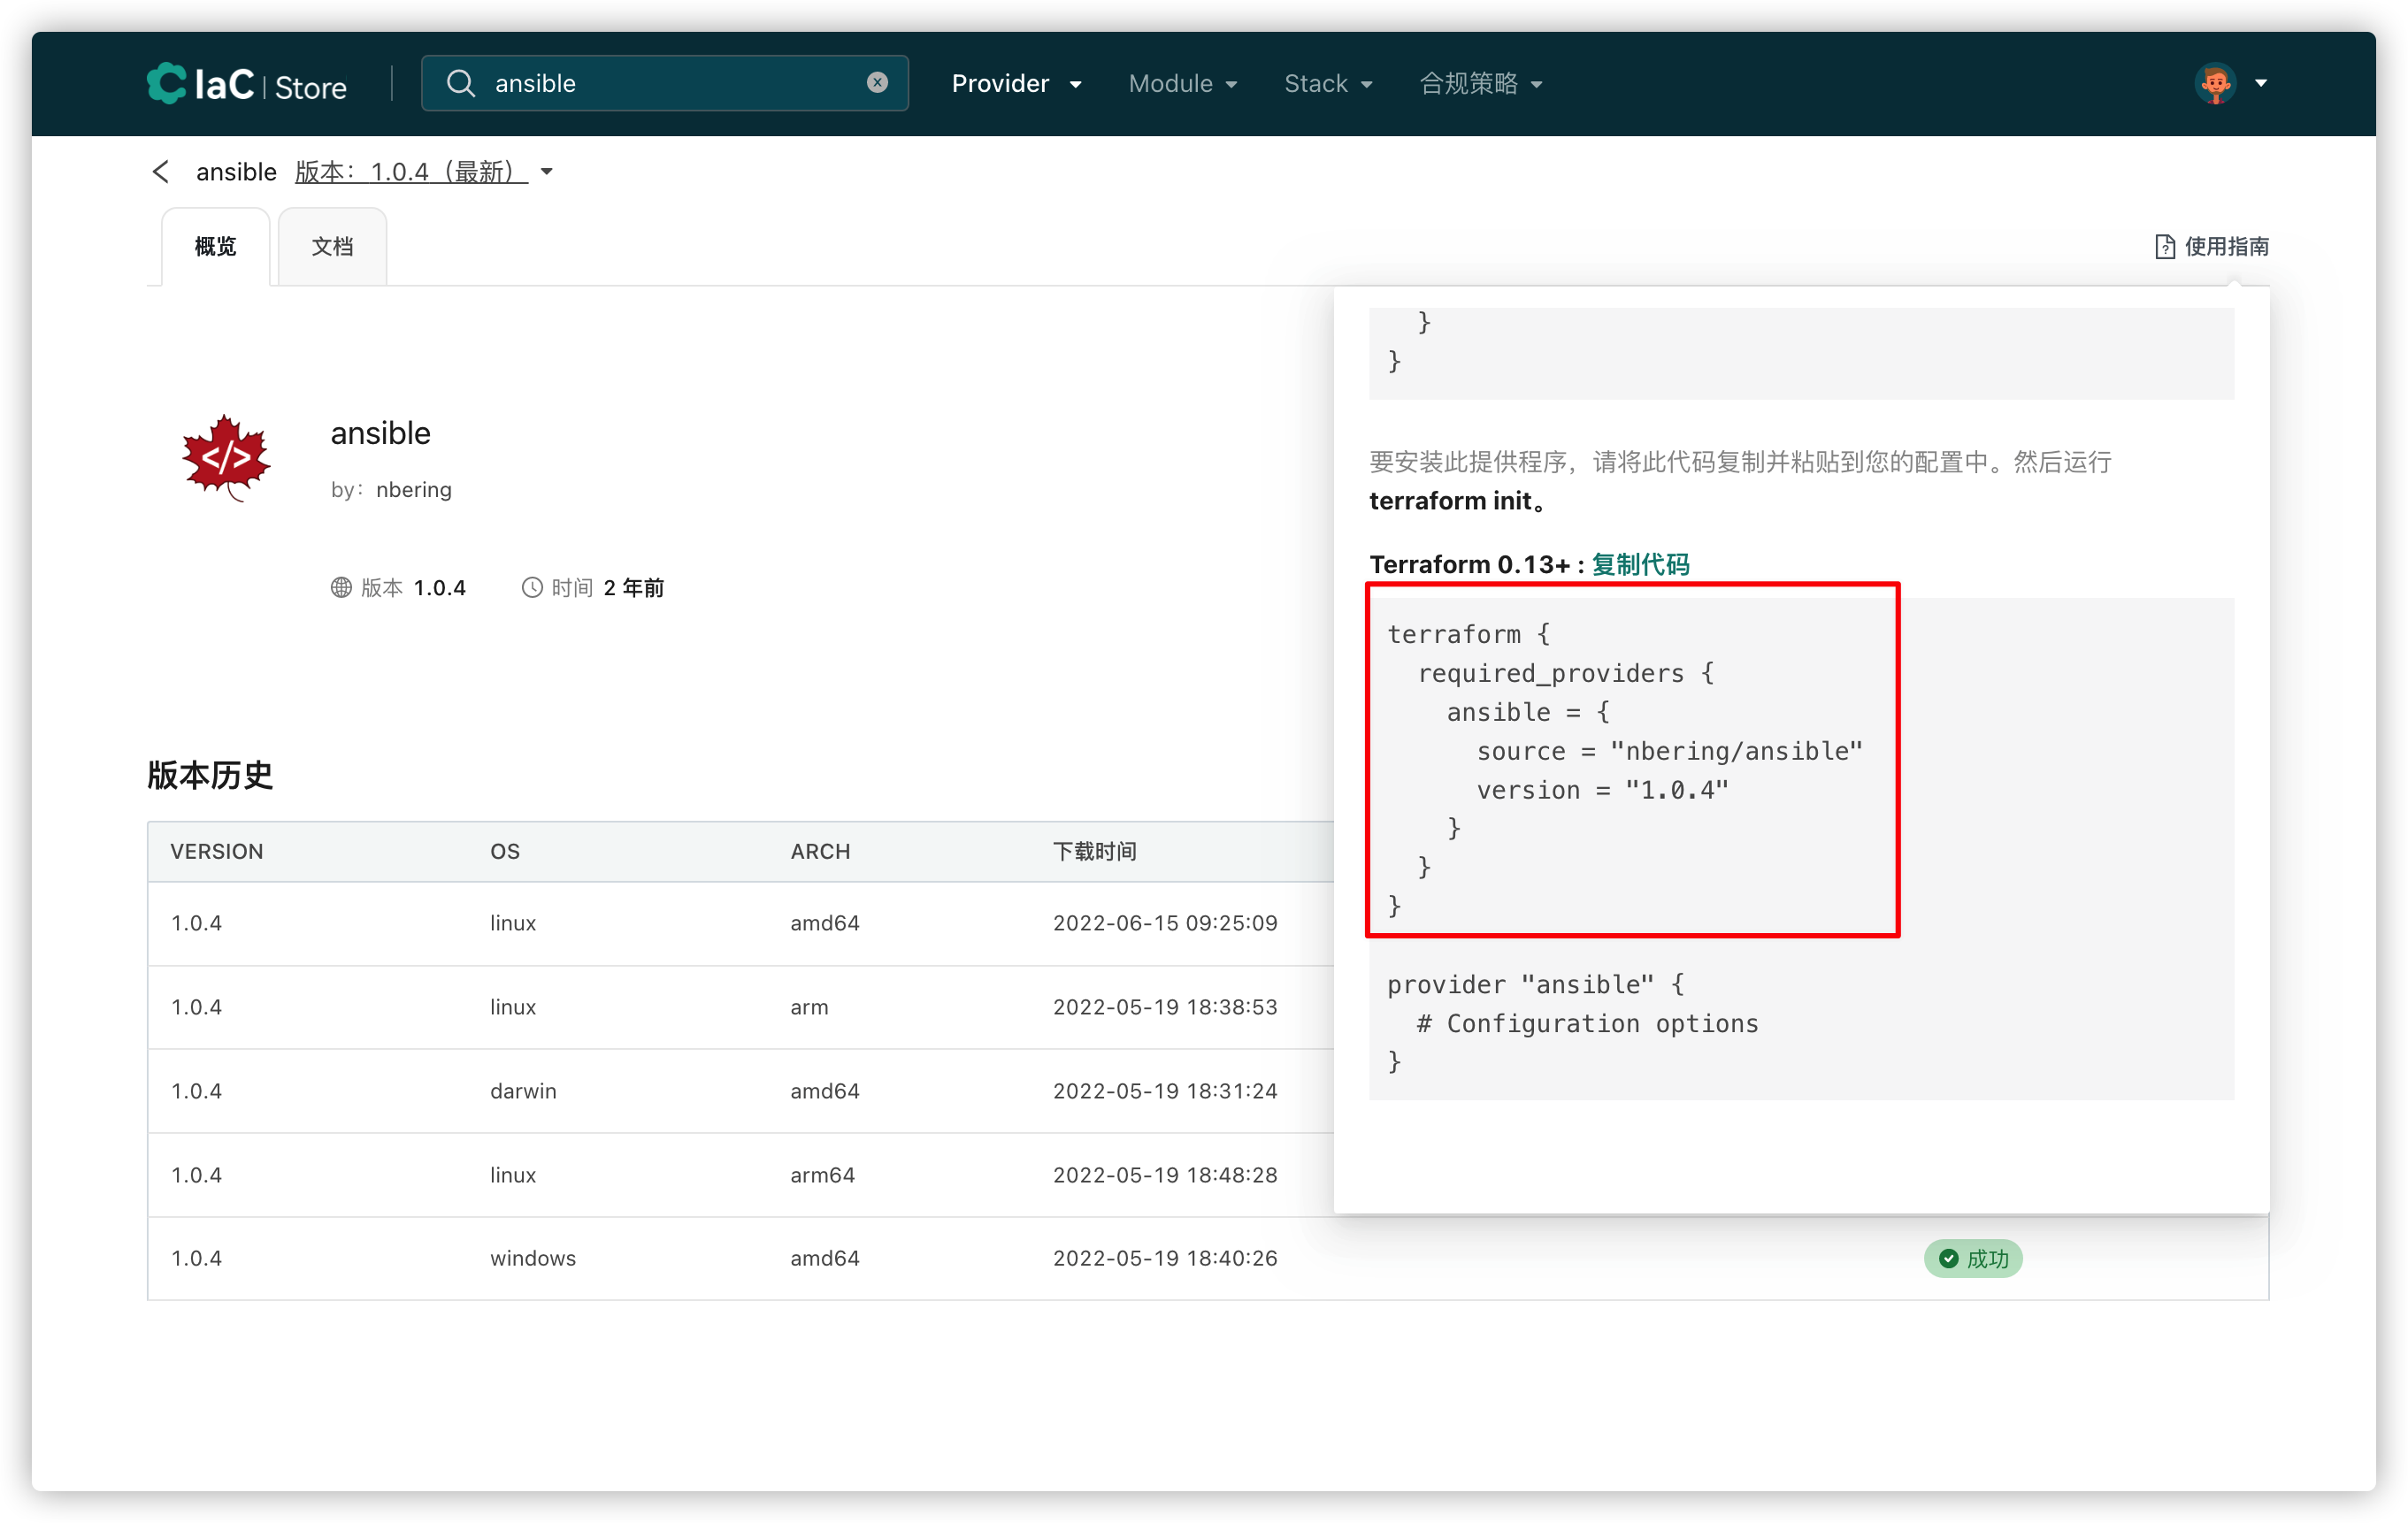 IaC | Store
ansible
Provider
Module
Stack
合规策略
ansible 版本：1.0.4（最新）
概览
文档
使用指南
ansible
by: nbering
版本 1.0.4
时间 2 年前
版本历史
VERSION OS ARCH 下载时间
1.0.4 linux amd64 2022-06-15 09:25:09
1.0.4 linux arm 2022-05-19 18:38:53
1.0.4 darwin amd64 2022-05-19 18:31:24
1.0.4 linux arm64 2022-05-19 18:48:28
1.0.4 windows amd64 2022-05-19 18:40:26 成功
}
}
要安装此提供程序，请将此代码复制并粘贴到您的配置中。然后运行
terraform init。
Terraform 0.13+ : 复制代码
terraform {
  required_providers {
    ansible = {
      source = "nbering/ansible"
      version = "1.0.4"
    }
  }
}
provider "ansible" {
  # Configuration options
}